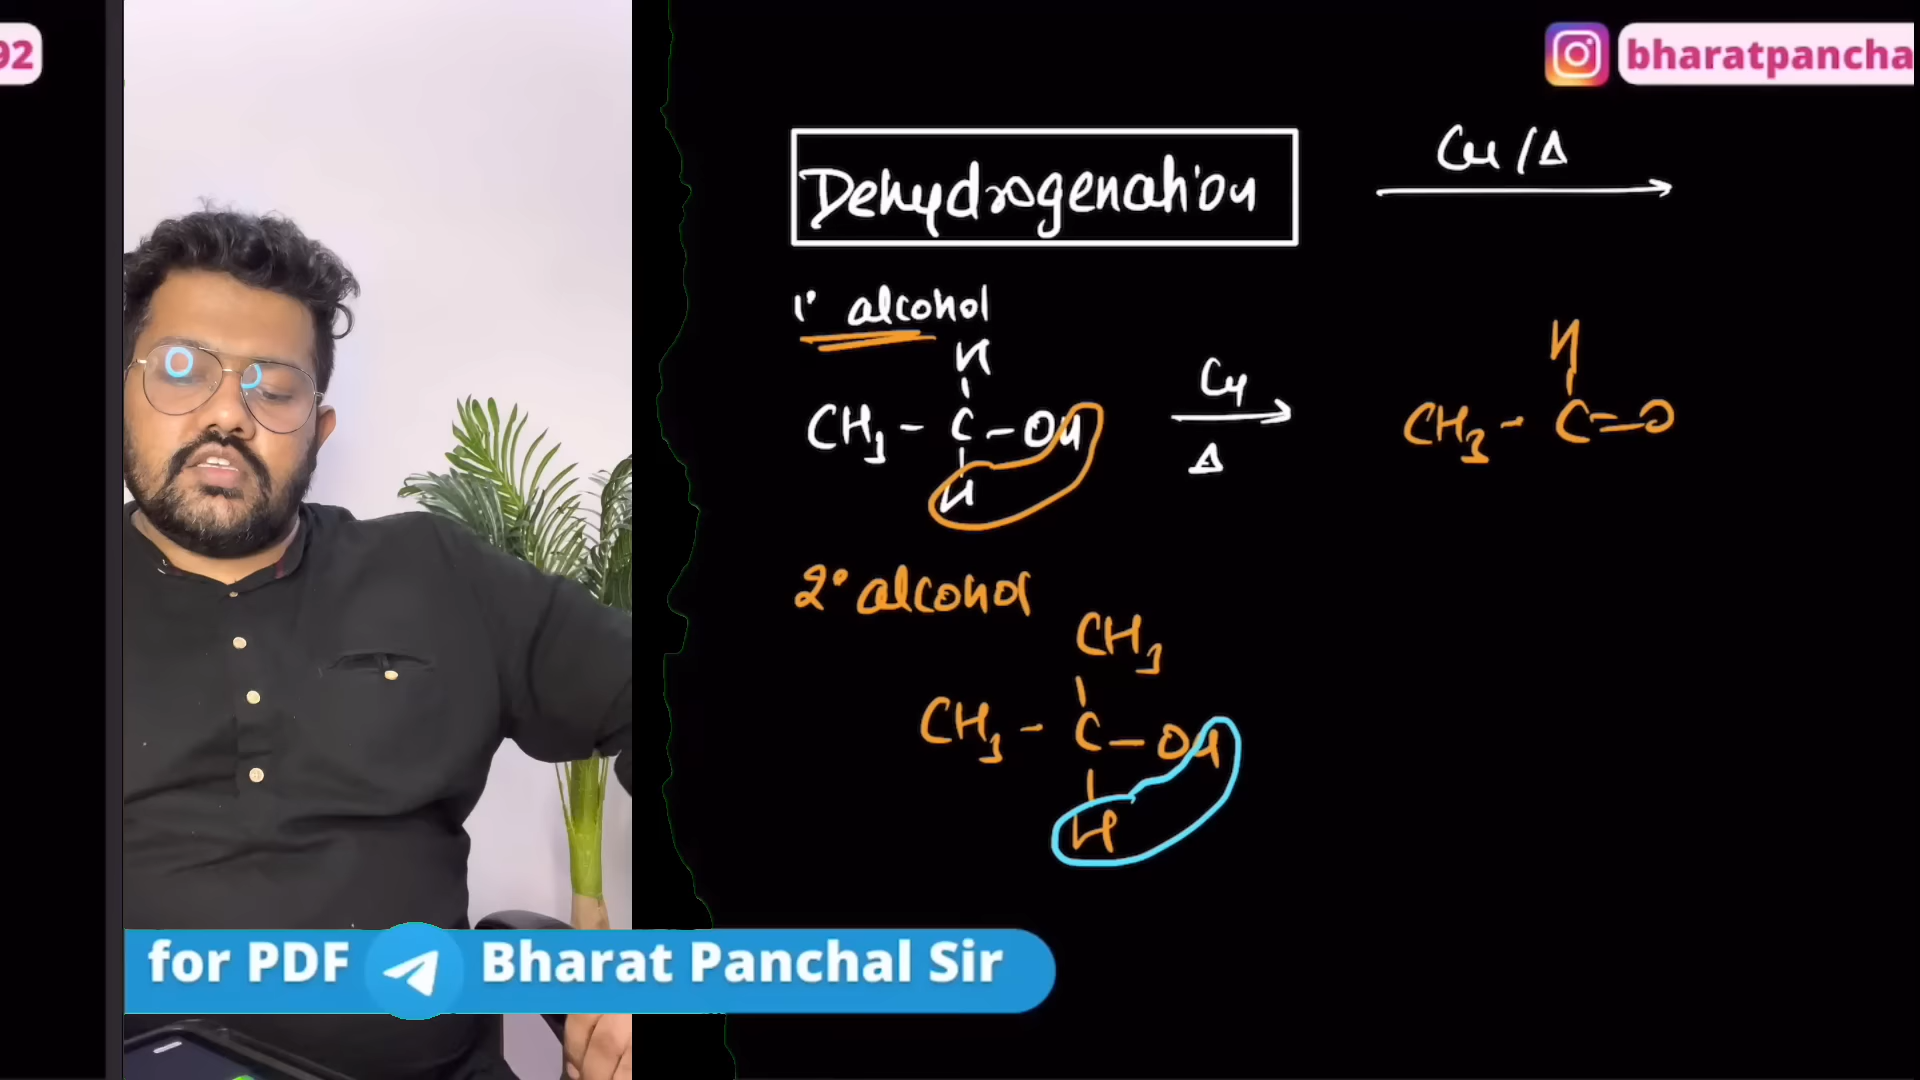 92
bharatpancha
Dehydrogenation
Cu/Δ
1° alcohol
H
CH3 - C - OH
H
Cu
Δ
H
CH3 - C=O
2° alcohol
CH3
CH3 - C - OH
H
for PDF Bharat Panchal Sir